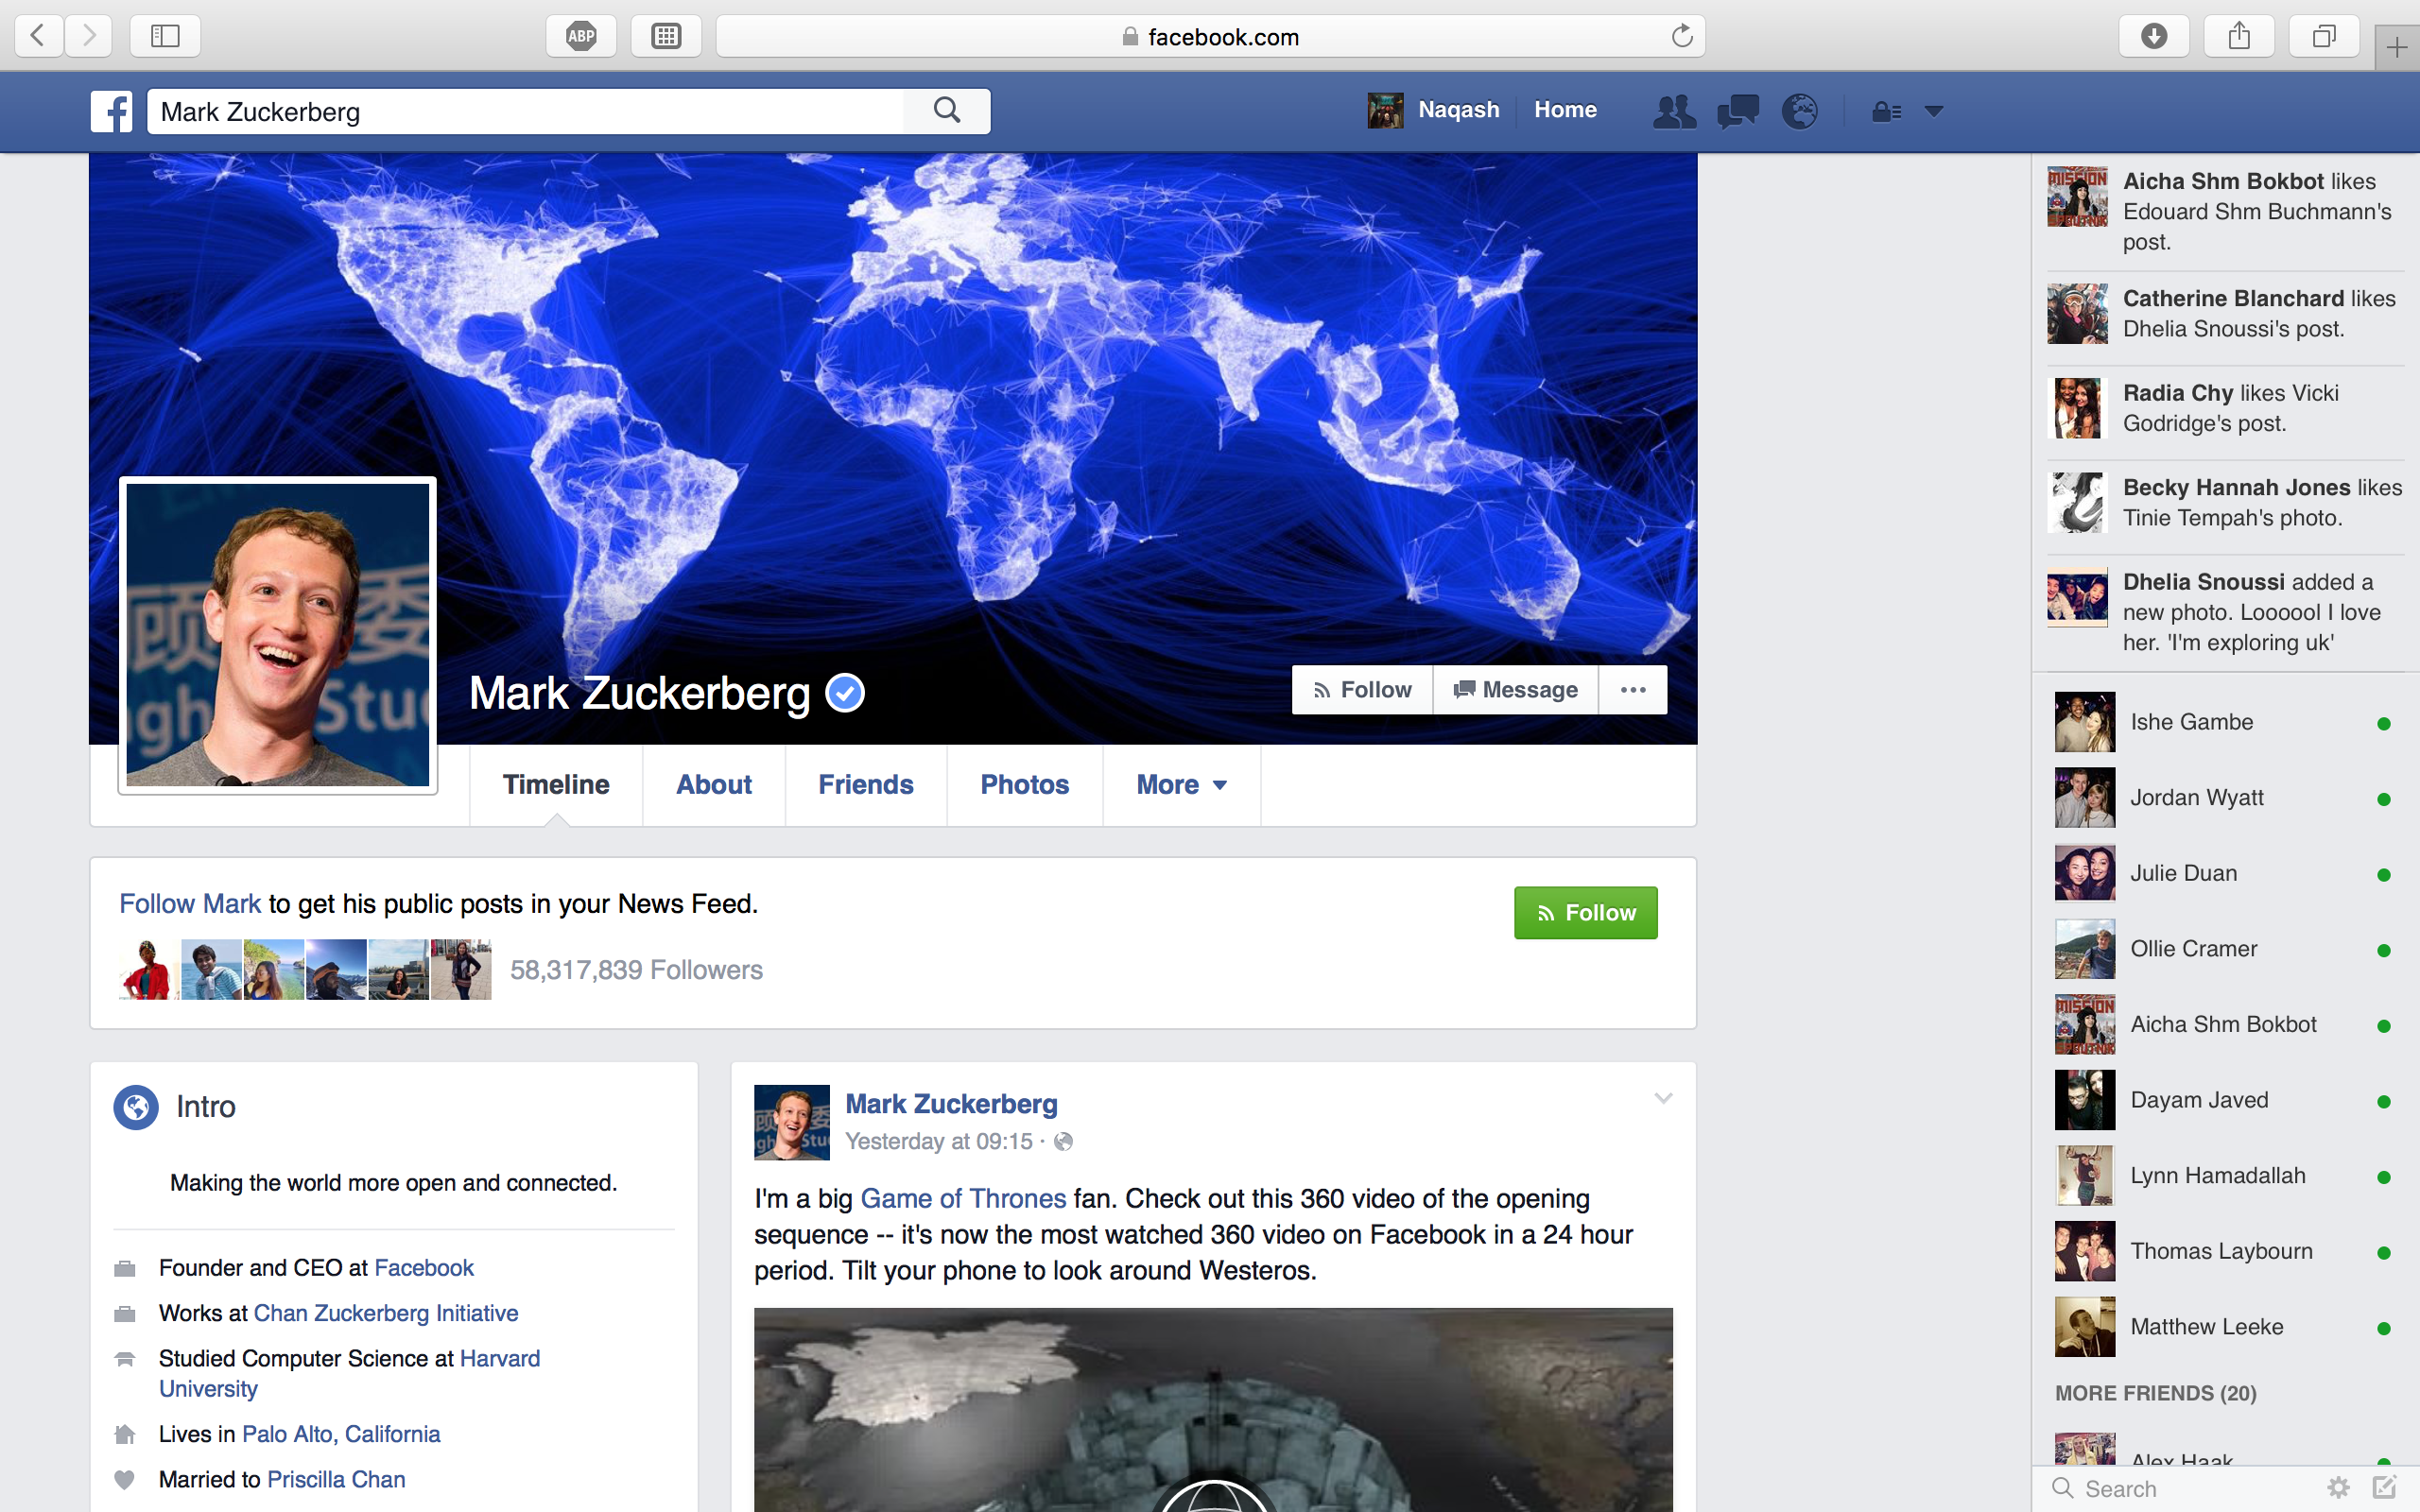 ABP
facebook.com
Mark Zuckerberg
Naqash
Home
Mark Zuckerberg
Follow
Message
Timeline
About
Friends
Photos
More
Follow Mark to get his public posts in your News Feed.
Follow
58,317,839 Followers
Intro
Making the world more open and connected.
Founder and CEO at Facebook
Works at Chan Zuckerberg Initiative
Studied Computer Science at Harvard
University
Lives in Palo Alto, California
Married to Priscilla Chan
Mark Zuckerberg
Yesterday at 09:15 ·
I'm a big Game of Thrones fan. Check out this 360 video of the opening
sequence -- it's now the most watched 360 video on Facebook in a 24 hour
period. Tilt your phone to look around Westeros.
Aicha Shm Bokbot likes
Edouard Shm Buchmann's
post.
Catherine Blanchard likes
Dhelia Snoussi's post.
Radia Chy likes Vicki
Godridge's post.
Becky Hannah Jones likes
Tinie Tempah's photo.
Dhelia Snoussi added a
new photo. Loooool I love
her. 'I'm exploring uk'
Ishe Gambe
Jordan Wyatt
Julie Duan
Ollie Cramer
Aicha Shm Bokbot
Dayam Javed
Lynn Hamadallah
Thomas Laybourn
Matthew Leeke
MORE FRIENDS (20)
Alex Haak
Search